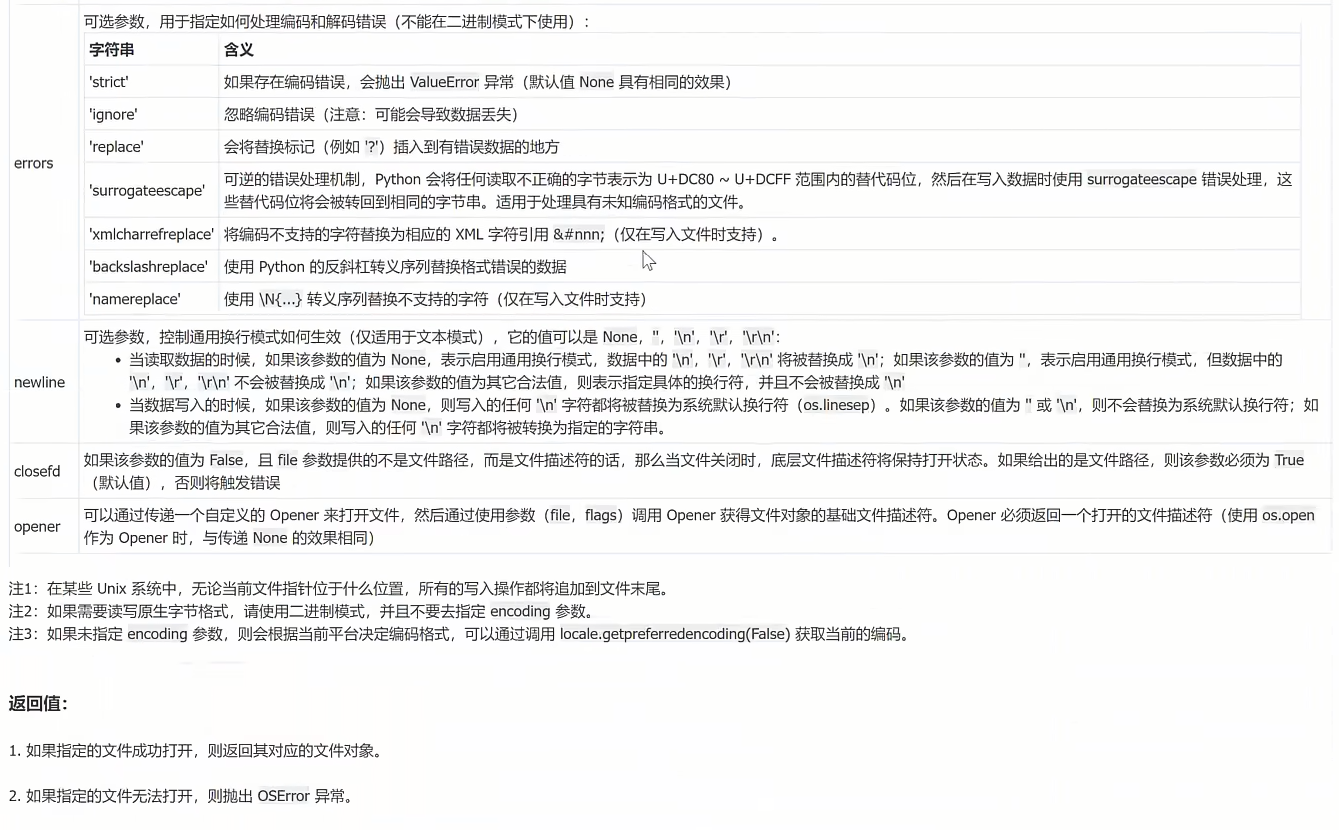 可选参数，用于指定如何处理编码和解码错误（不能在二进制模式下使用）：
字符串 含义
'strict' 如果存在编码错误，会抛出 ValueError 异常（默认值 None 具有相同的效果）
'ignore' 忽略编码错误（注意：可能会导致数据丢失）
'replace' 会将替换标记（例如 '?'）插入到有错误数据的地方
errors
'surrogateescape' 可逆的错误处理机制，Python 会将任何读取不正确的字节表示为 U+DC80 ~ U+DCFF 范围内的替代码位，然后在写入数据时使用 surrogateescape 错误处理，这
些替代码位将会被转回到相同的字节串。适用于处理具有未知编码格式的文件。
'xmlcharrefreplace' 将编码不支持的字符替换为相应的 XML 字符引用 &#nnn;（仅在写入文件时支持）。
'backslashreplace' 使用 Python 的反斜杠转义序列替换格式错误的数据
'namereplace' 使用 \N{...} 转义序列替换不支持的字符（仅在写入文件时支持）
可选参数，控制通用换行模式如何生效（仅适用于文本模式），它的值可以是 None，''，'\n'，'\r'，'\r\n'：
• 当读取数据的时候，如果该参数的值为 None，表示启用通用换行模式，数据中的 '\n'，'\r'，'\r\n' 将被替换成 '\n'；如果该参数的值为 ''，表示启用通用换行模式，但数据中的
newline
'\n'，'\r'，'\r\n' 不会被替换成 '\n'；如果该参数的值为其它合法值，则表示指定具体的换行符，并且不会被替换成 '\n'
• 当数据写入的时候，如果该参数的值为 None，则写入的任何 '\n' 字符都将被替换为系统默认换行符（os.linesep）。如果该参数的值为 '' 或 '\n'，则不会替换为系统默认换行符；如
果该参数的值为其它合法值，则写入的任何 '\n' 字符都将被转换为指定的字符串。
closefd
如果该参数的值为 False，且 file 参数提供的不是文件路径，而是文件描述符的话，那么当文件关闭时，底层文件描述符将保持打开状态。如果给出的是文件路径，则该参数必须为 True
（默认值），否则将触发错误
opener
可以通过传递一个自定义的 Opener 来打开文件，然后通过使用参数（file，flags）调用 Opener 获得文件对象的基础文件描述符。Opener 必须返回一个打开的文件描述符（使用 os.open
作为 Opener 时，与传递 None 的效果相同）
注1：在某些 Unix 系统中，无论当前文件指针位于什么位置，所有的写入操作都将追加到文件末尾。
注2：如果需要读写原生字节格式，请使用二进制模式，并且不要去指定 encoding 参数。
注3：如果未指定 encoding 参数，则会根据当前平台决定编码格式，可以通过调用 locale.getpreferredencoding(False) 获取当前的编码。
返回值：
1. 如果指定的文件成功打开，则返回其对应的文件对象。
2. 如果指定的文件无法打开，则抛出 OSError 异常。